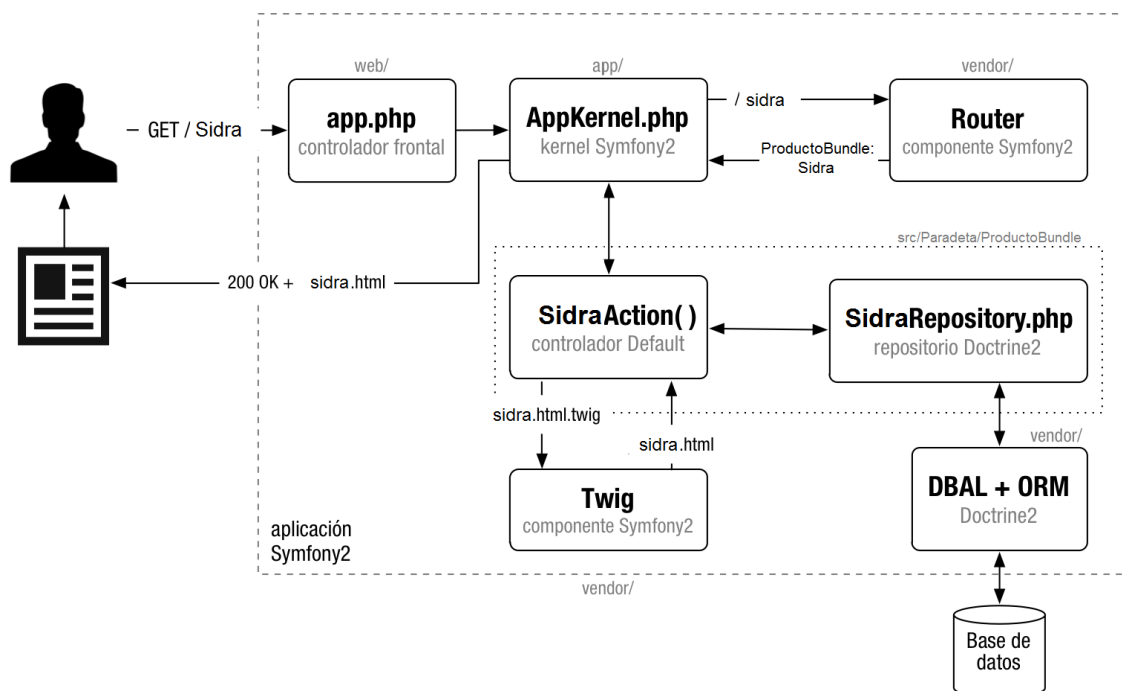 web/
app/
vendor/
app.php
controlador frontal
AppKernel.php
kernel Symfony2
/ sidra
Router
componente Symfony2
– GET / Sidra
ProductoBundle:
Sidra
src/Paradeta/ProductoBundle
200 OK + sidra.html
SidraAction( )
controlador Default
SidraRepository.php
repositorio Doctrine2
sidra.html.twig
sidra.html
vendor/
Twig
componente Symfony2
DBAL + ORM
Doctrine2
aplicación
Symfony2
vendor/
Base de
datos